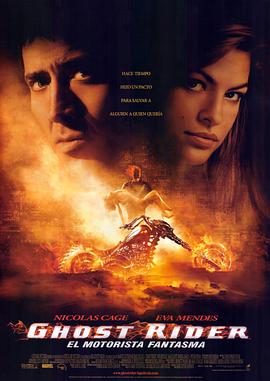 HACE TIEMPO
HIZO UN PACTO
PARA SALVAR A
ALGUIEN A QUIEN QUERÍA
NICOLAS CAGE EVA MENDES
GHOST RIDER
EL MOTORISTA FANTASMA
MARVEL